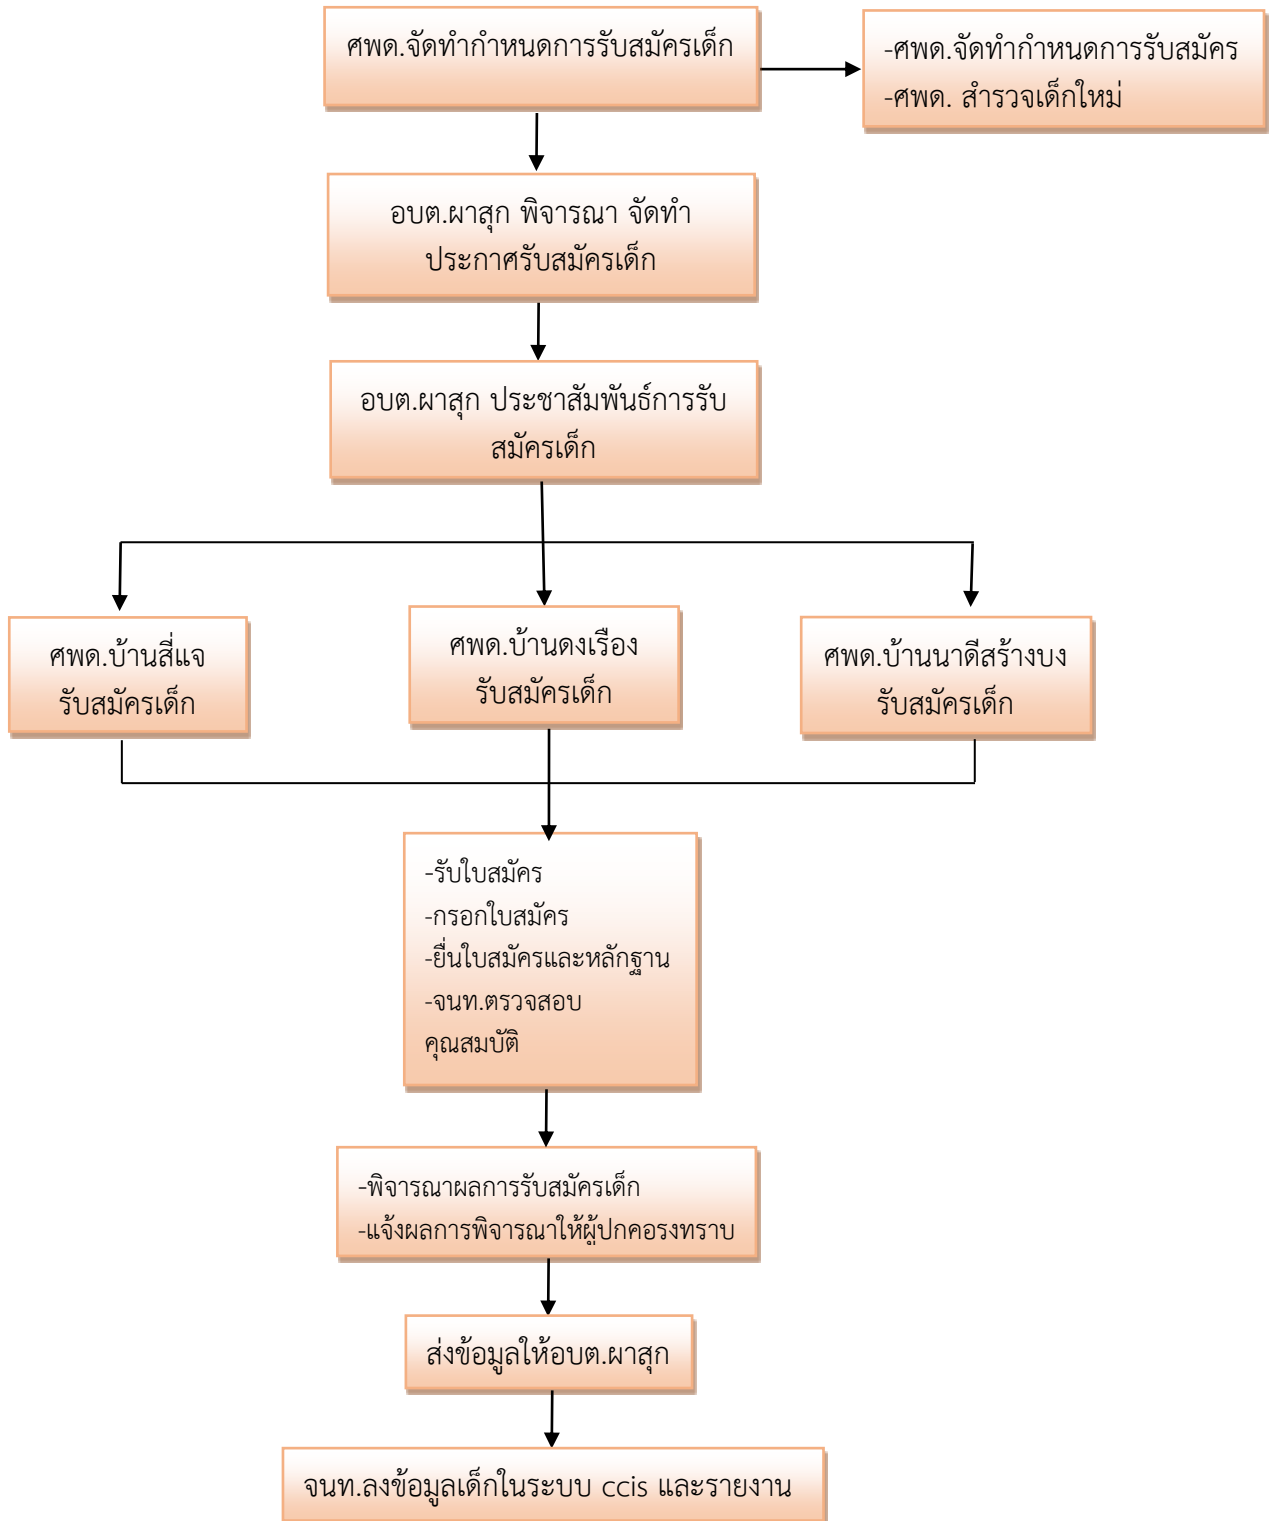 ศพด.จัดทำกำหนดการรับสมัครเด็ก
-ศพด.จัดทำกำหนดการรับสมัคร
-ศพด. สำรวจเด็กใหม่
อบต.ผาสุก พิจารณา จัดทำ
ประกาศรับสมัครเด็ก
อบต.ผาสุก ประชาสัมพันธ์การรับ
สมัครเด็ก
ศพด.บ้านสี่แจ
รับสมัครเด็ก
ศพด.บ้านดงเรือง
รับสมัครเด็ก
ศพด.บ้านนาดีสร้างบง
รับสมัครเด็ก
-รับใบสมัคร
-กรอกใบสมัคร
-ยื่นใบสมัครและหลักฐาน
-จนท.ตรวจสอบ
คุณสมบัติ
-พิจารณาผลการรับสมัครเด็ก
-แจ้งผลการพิจารณาให้ผู้ปกคอรงทราบ
ส่งข้อมูลให้อบต.ผาสุก
จนท.ลงข้อมูลเด็กในระบบ ccis และรายงาน